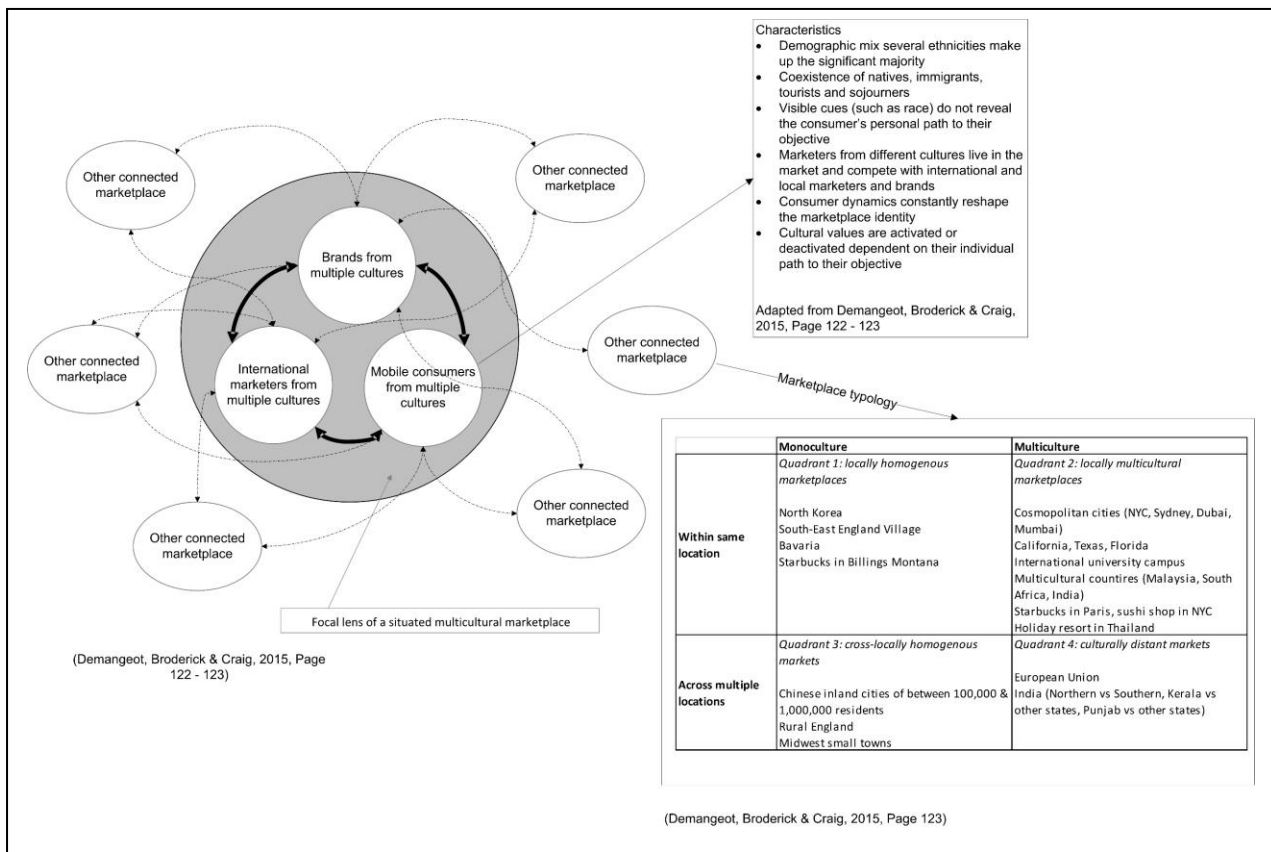 Characteristics
• Demographic mix several ethnicities make
up the significant majority
• Coexistence of natives, immigrants,
tourists and sojourners
• Visible cues (such as race) do not reveal
the consumer's personal path to their
objective
• Marketers from different cultures live in the
market and compete with international and
local marketers and brands
• Consumer dynamics constantly reshape
the marketplace identity
• Cultural values are activated or
deactivated dependent on their individual
path to their objective
Adapted from Demangeot, Broderick & Craig,
2015, Page 122 - 123
Other connected
marketplace
Other connected
marketplace
Brands from
multiple cultures
Other connected
marketplace
International
marketers from
multiple cultures
Mobile consumers
from multiple
cultures
Other connected
marketplace
Other connected
marketplace
Other connected
marketplace
Focal lens of a situated multicultural marketplace
(Demangeot, Broderick & Craig, 2015, Page
122 - 123)
Marketplace typology
Monoculture
Multiculture
Within same
location
Quadrant 1: locally homogenous
marketplaces
North Korea
South-East England Village
Bavaria
Starbucks in Billings Montana
Quadrant 2: locally multicultural
marketplaces
Cosmopolitan cities (NYC, Sydney, Dubai,
Mumbai)
California, Texas, Florida
International university campus
Multicultural countires (Malaysia, South
Africa, India)
Starbucks in Paris, sushi shop in NYC
Holiday resort in Thailand
Across multiple
locations
Quadrant 3: cross-locally homogenous
markets
Chinese inland cities of between 100,000 &
1,000,000 residents
Rural England
Midwest small towns
Quadrant 4: culturally distant markets
European Union
India (Northern vs Southern, Kerala vs
other states, Punjab vs other states)
(Demangeot, Broderick & Craig, 2015, Page 123)